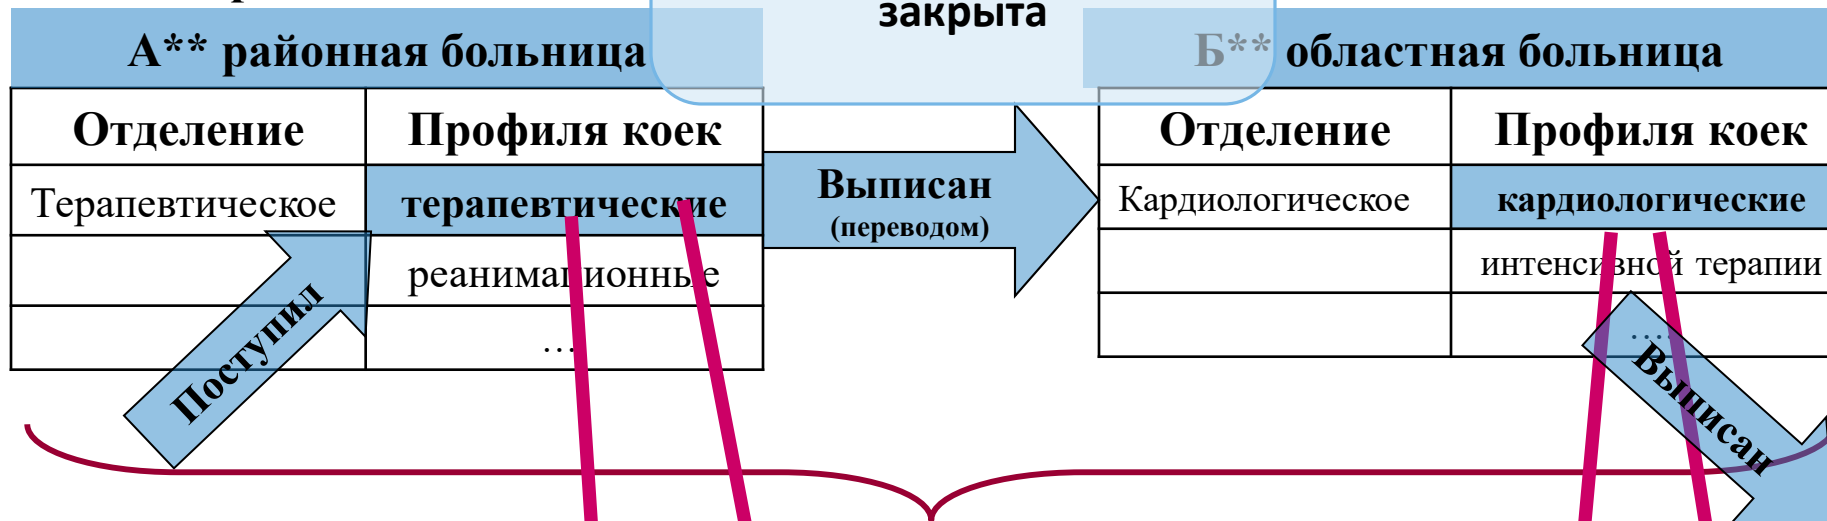 закрыта
А** районная больница
Б** областная больница
Отделение Профиля коек
Терапевтическое терапевтические
реанимационные
…
Поступил
Выписан
(переводом)
Отделение Профиля коек
Кардиологическое кардиологические
интенсивной терапии
….
Выписан